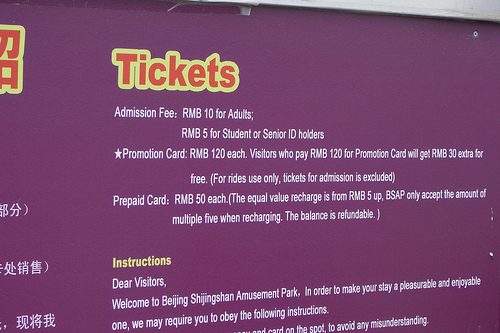 绍
Tickets
Admission Fee: RMB 10 for Adults;
RMB 5 for Student or Senior ID holders
★Promotion Card: RMB 120 each. Visitors who pay RMB 120 for Promotion Card will get RMB 30 extra for
free. (For rides use only, tickets for admission is excluded)
Prepaid Card: RMB 50 each.(The equal value recharge is from RMB 5 up, BSAP only accept the amount of
multiple five when recharging. The balance is refundable. )
部分）
处销售）
，现将我
Instructions
Dear Visitors,
Welcome to Beijing Shijingshan Amusement Park, In order to make your stay a pleasurable and enjoyable
one, we may require you to obey the following instructions.
and card on the spot, to avoid any misunderstanding.